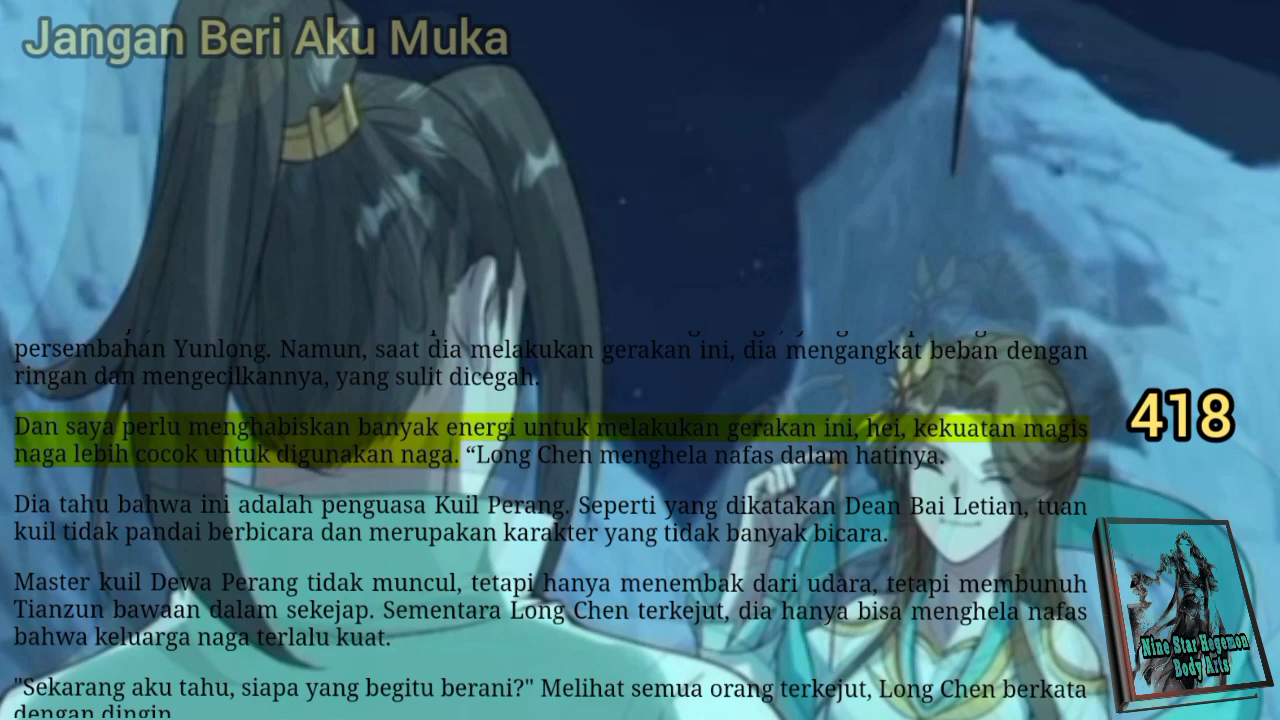 Jangan Beri Aku Muka
persembahan Yunlong. Namun, saat dia melakukan gerakan ini, dia mengangkat beban dengan
ringan dan mengecilkannya, yang sulit dicegah.
Dan saya perlu menghabiskan banyak energi untuk melakukan gerakan ini, hei, kekuatan magis
naga lebih cocok untuk digunakan naga. “Long Chen menghela nafas dalam hatinya.
418
Dia tahu bahwa ini adalah penguasa Kuil Perang. Seperti yang dikatakan Dean Bai Letian, tuan
kuil tidak pandai berbicara dan merupakan karakter yang tidak banyak bicara.
Master kuil Dewa Perang tidak muncul, tetapi hanya menembak dari udara, tetapi membunuh
Tianzun bawaan dalam sekejap. Sementara Long Chen terkejut, dia hanya bisa menghela nafas
bahwa keluarga naga terlalu kuat.
"Sekarang aku tahu, siapa yang begitu berani?" Melihat semua orang terkejut, Long Chen berkata
dengan dingin
Nine Star Hegemon
Body Arts